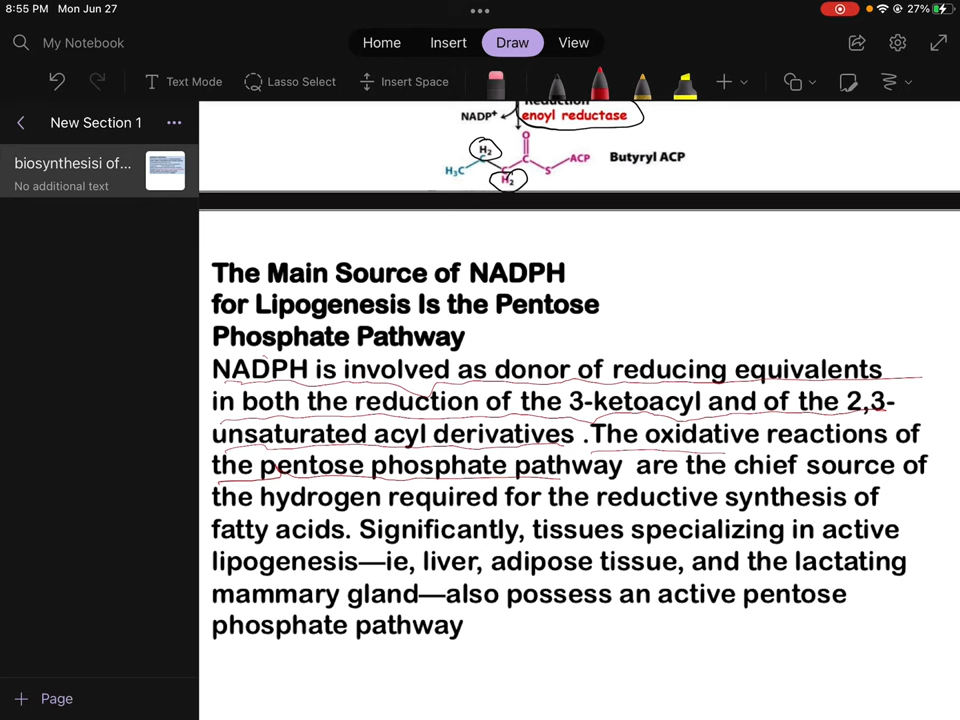 8:55 PM Mon Jun 27
27%
My Notebook
Home Insert Draw View
Text Mode Lasso Select Insert Space
New Section 1
biosynthesisi of...
No additional text
Reduction
NADP+ enoyl reductase
O
H2
ACP Butyryl ACP
H3C C C C S
H2
The Main Source of NADPH
for Lipogenesis Is the Pentose
Phosphate Pathway
NADPH is involved as donor of reducing equivalents
in both the reduction of the 3-ketoacyl and of the 2,3-
unsaturated acyl derivatives .The oxidative reactions of
the pentose phosphate pathway are the chief source of
the hydrogen required for the reductive synthesis of
fatty acids. Significantly, tissues specializing in active
lipogenesis—ie, liver, adipose tissue, and the lactating
mammary gland—also possess an active pentose
phosphate pathway
Page